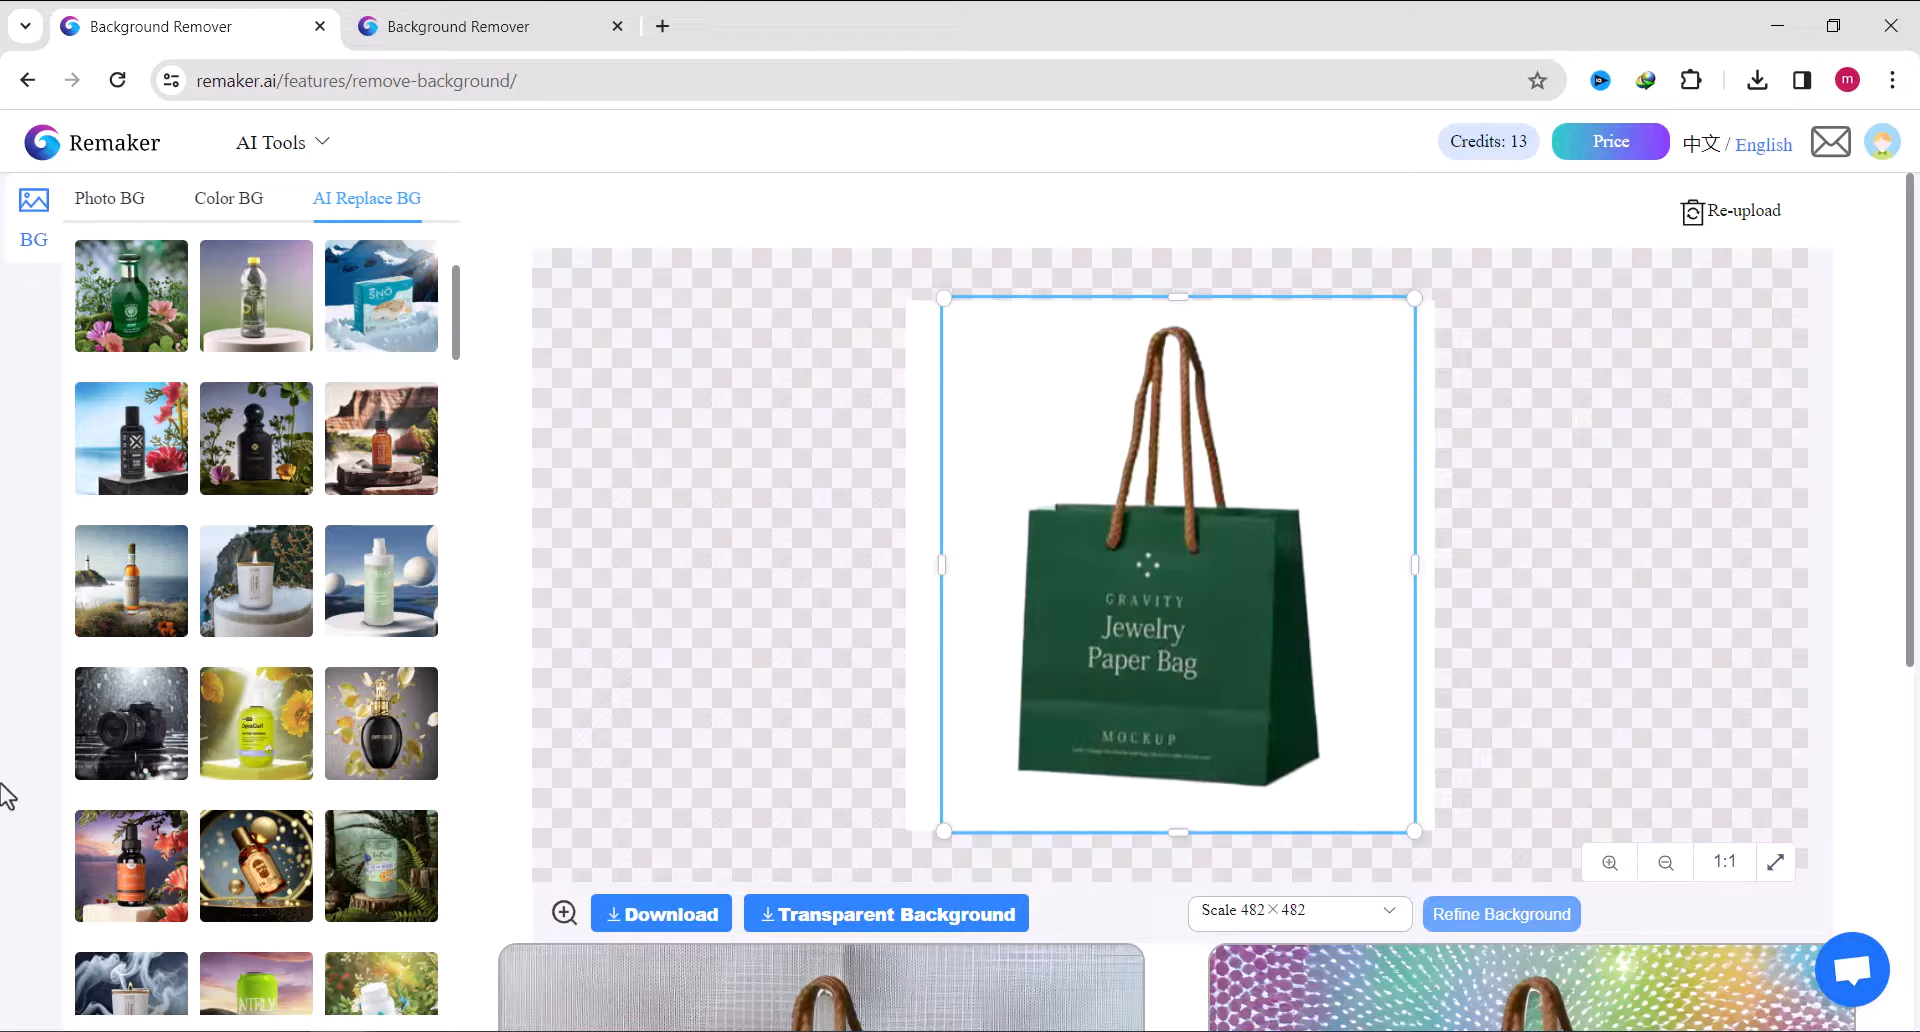 Background Remover
Background Remover
remaker.ai/features/remove-background/
m
Remaker
AI Tools
Credits: 13
Price
中文 / English
BG
Photo BG
Color BG
AI Replace BG
Re-upload
SNÖ
GRAVITY
Jewelry
Paper Bag
MOCKUP
1:1
Download
Transparent Background
Scale 482×482
Refine Background